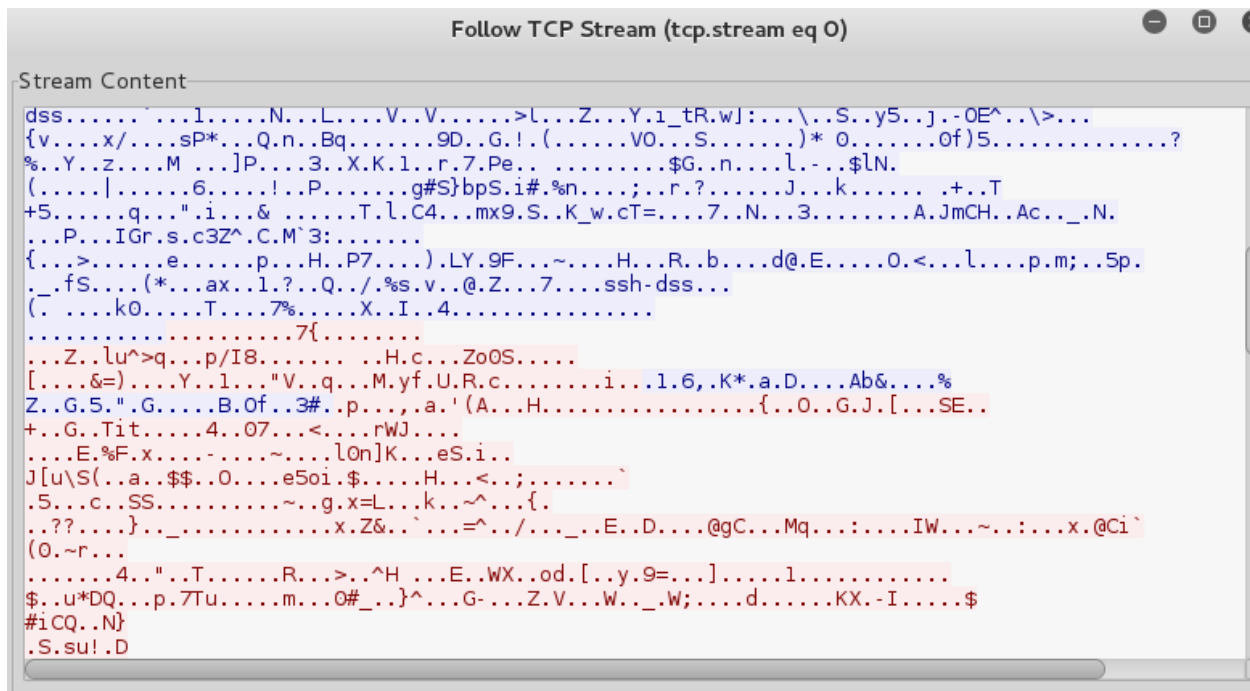 Follow TCP Stream (tcp.stream eq 0)
Stream Content
dss......`...1.....N...L....V..V......>l...Z...Y.ı_tR.w]:...\..S..y5..ȷ.-OE^..\>...
{v....x/....sP*...Q.n..Bq.......9D..G.!.(......VO...S.......)* 0.......0f)5..............?
%..Y..z....M ...]P....3..X.K.1..r.7.Pe.. .........$G..n....l.-..$lN.
(.....|......6.....!..P.......g#S}bpS.i#.%n....;..r.?......J...k...... .+..T
+5......q...".i...& ......T.l.C4...mx9.S..K_w.cT=....7..N...3........A.JmCH..Ac.._.N.
...P...IGr.s.c3Z^.C.M`3:.......
{...>......e......p...H..P7....).LY.9F...~....H...R..b....d@.E.....O.<...l....p.m;..5p.
._.fS....(*...ax..1.?..Q../.%s.v..@.Z...7....ssh-dss...
(. ....k0.....T....7%.....X..I..4................
.....................7{........
...Z..lu^>q...p/I8....... ..H.c...ZoOS.....
[....&=)....Y..1..."V..q...M.yf.U.R.c........i...1.6,.K*.a.D....Ab&....%
Z..G.5.".G.....B.Of..3#..p...,.a.'(A...H.................{..O..G.J.[...SE..
+..G..Tit.....4..07...<....rWJ....
....E.%F.x....-....~....l0n]K...eS.i..
J[u\S(..a..$$..O....e5oi.$.....H...<..;.......`
.5...c..SS..........~..g.x=L...k..~^...{.
..??....}.._............x.Z&..`...=^../..._..E..D....@gC...Mq...:....IW...~..:...x.@Ci`
(0.~r...
.......4.."..T......R...>..^H ...E..WX..od.[..y.9=...].....1............
$..u*DQ...p.7Tu.....m...0#_..}^...G-...Z.V...W.._.W;....d......KX.-I.....$
#iCQ..N}
.S.su!.D